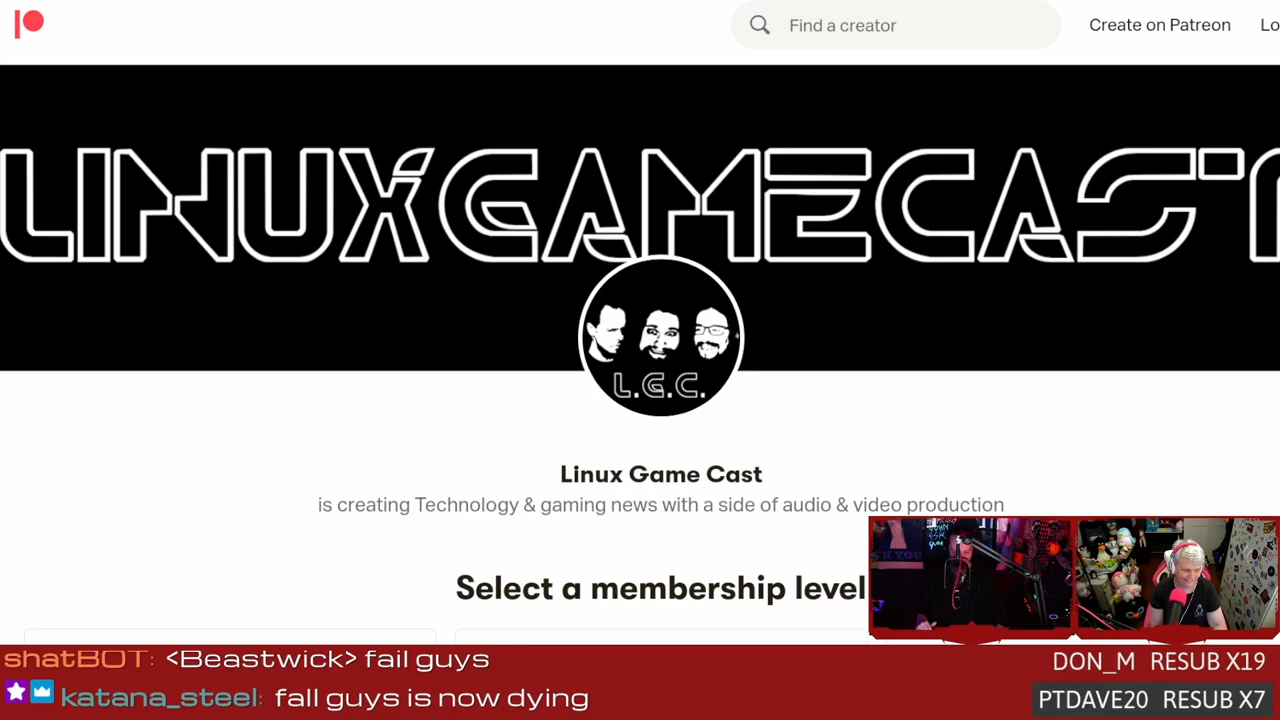 Find a creator
Create on Patreon
Lo
LINUXGAMECAST
L.G.C.
Linux Game Cast
is creating Technology & gaming news with a side of audio & video production
Select a membership level
shatBOT: <Beastwick> fail guys
DON_M RESUB X19
katana_steel: fall guys is now dying
PTDAVE20 RESUB X7